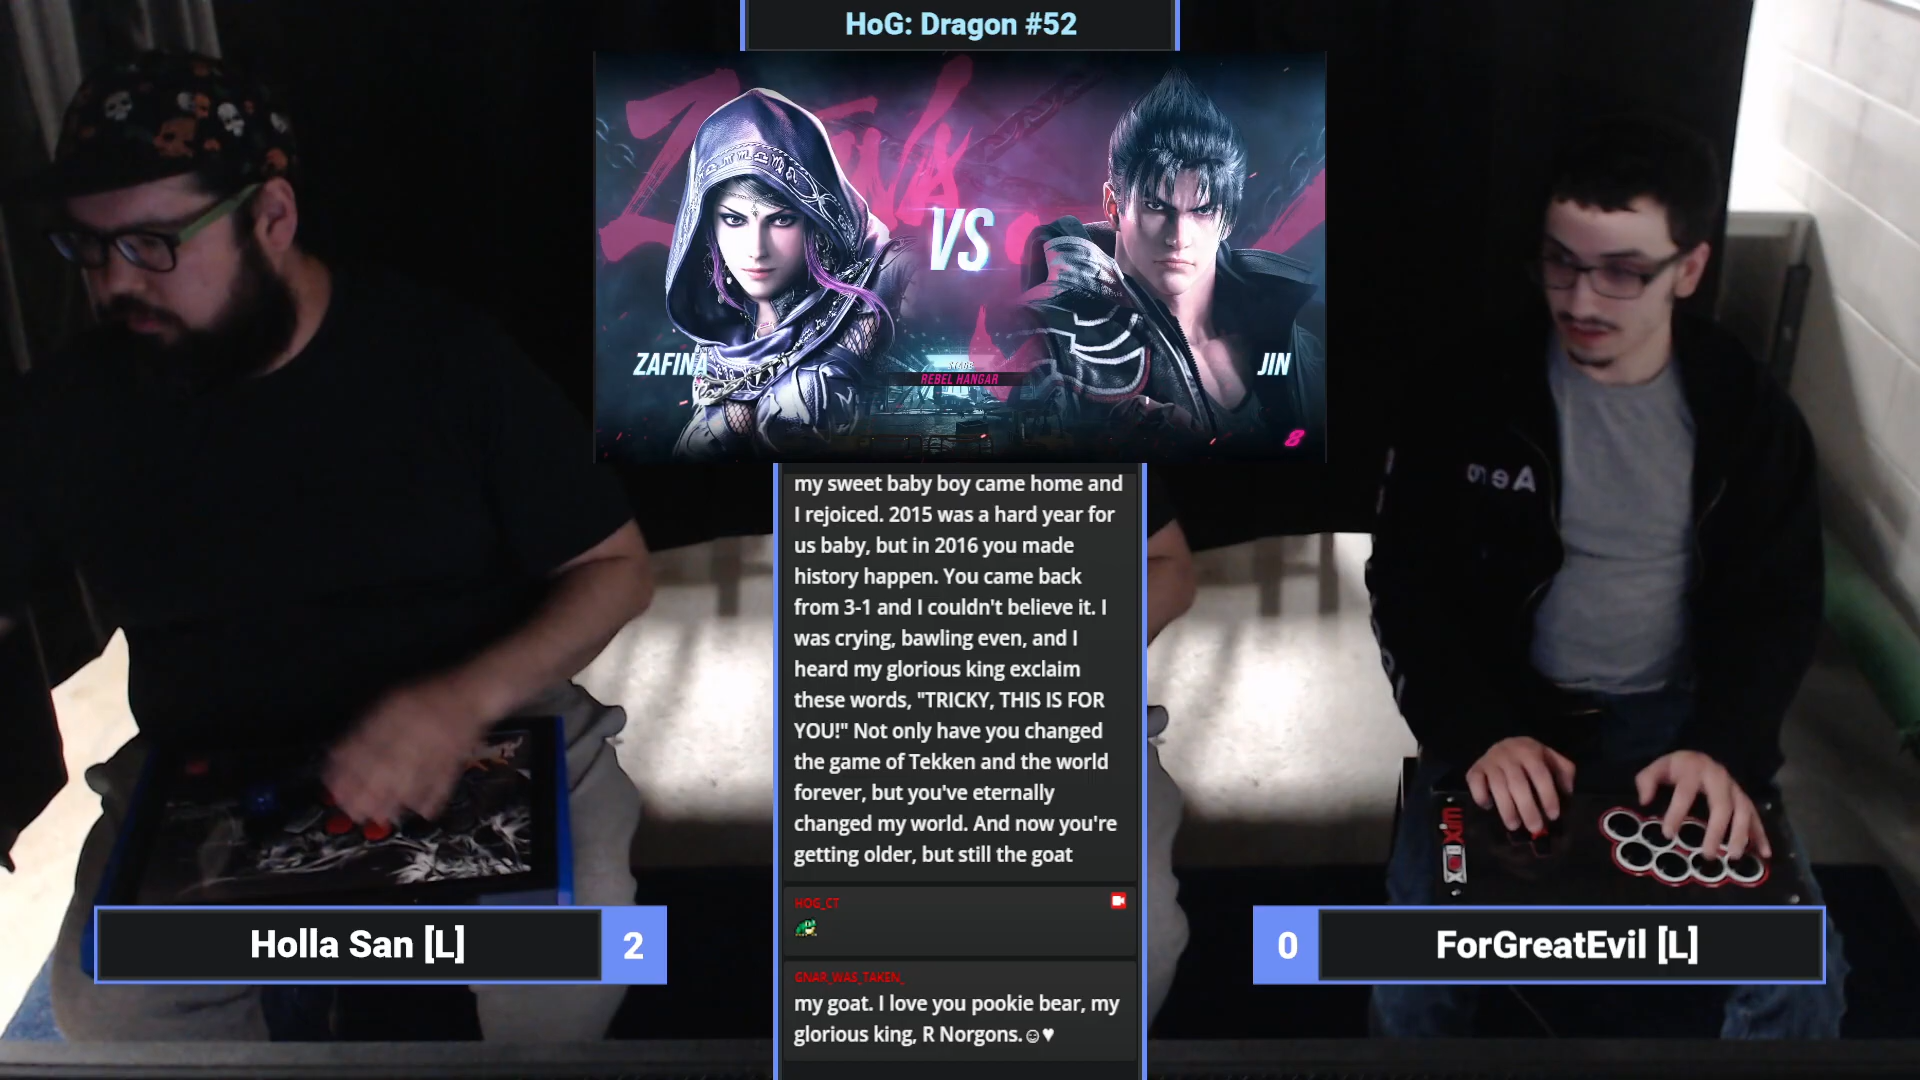 HoG: Dragon #52
VS
ZAFINA
JIN
STAGE
REBEL HANGAR
8
my sweet baby boy came home and
I rejoiced. 2015 was a hard year for
us baby, but in 2016 you made
history happen. You came back
from 3-1 and I couldn't believe it. I
was crying, bawling even, and I
heard my glorious king exclaim
these words, "TRICKY, THIS IS FOR
YOU!" Not only have you changed
the game of Tekken and the world
forever, but you've eternally
changed my world. And now you're
getting older, but still the goat
HOG_CT
GNAR_WAS_TAKEN_
my goat. I love you pookie bear, my
glorious king, R Norgons.☺♥
Aero
Holla San [L]
2
0
ForGreatEvil [L]